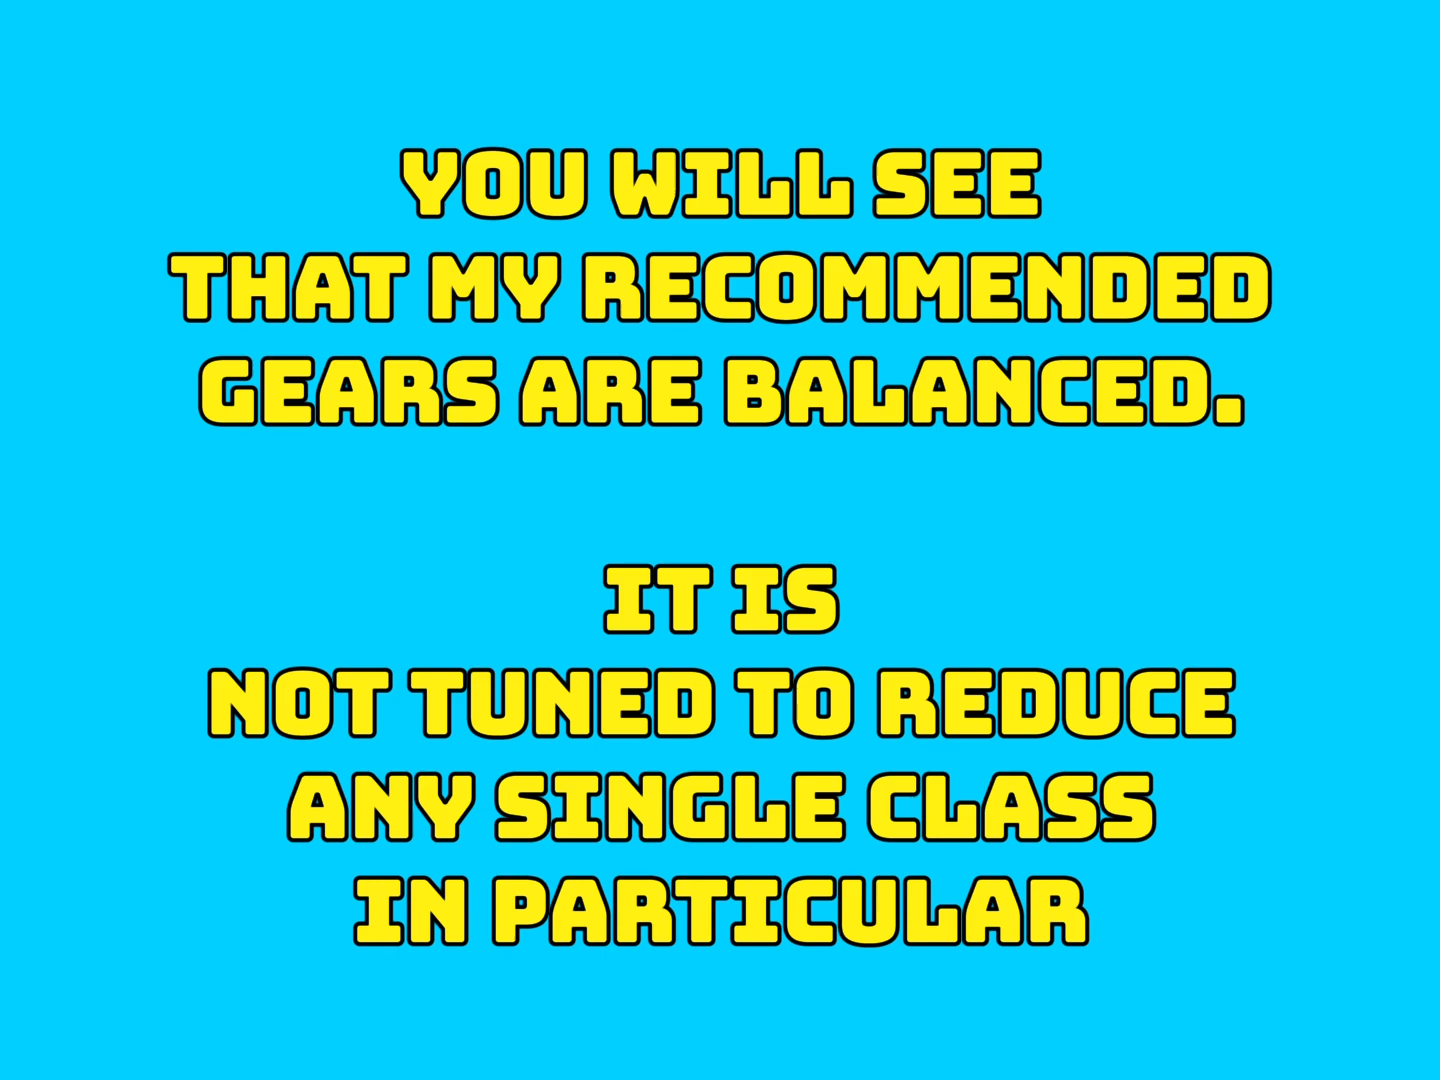 YOU WILL SEE
THAT MY RECOMMENDED
GEARS ARE BALANCED.
IT IS
NOT TUNED TO REDUCE
ANY SINGLE CLASS
IN PARTICULAR